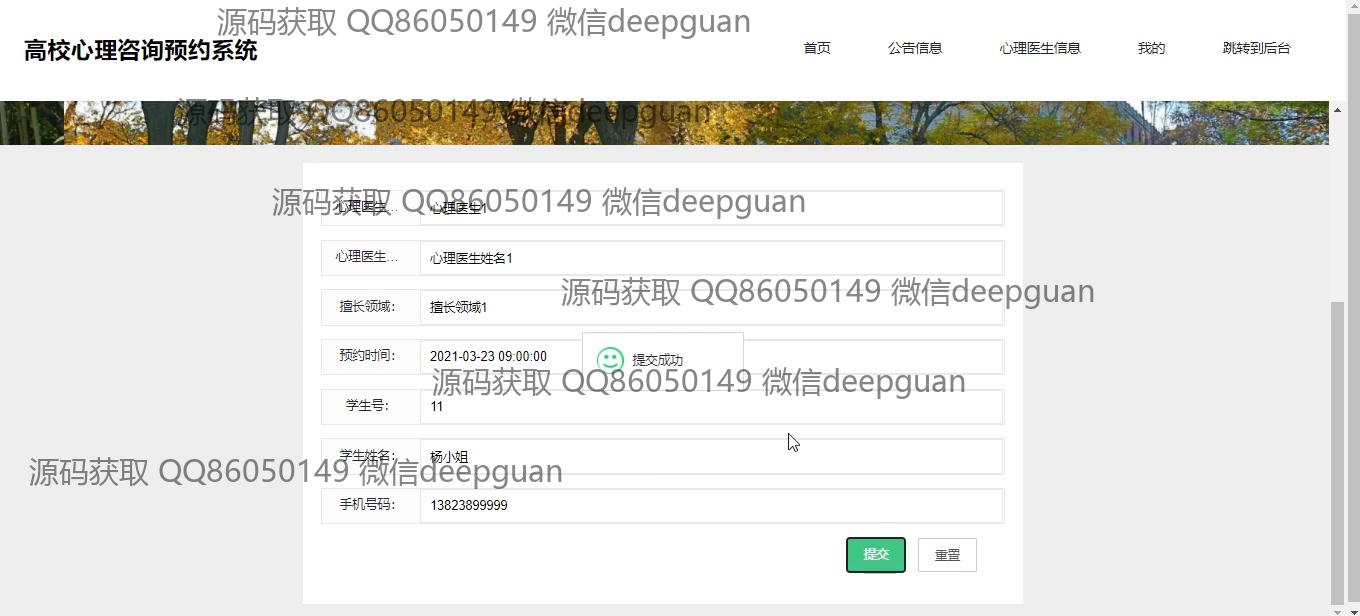 源码获取 QQ86050149 微信deepguan
高校心理咨询预约系统
首页 公告信息 心理医生信息 我的 跳转到后台
源码获取 QQ86050149 微信deepguan
源码获取 QQ86050149 微信deepguan
心理医生... 心理医生1
心理医生... 心理医生姓名1
源码获取 QQ86050149 微信deepguan
擅长领域： 擅长领域1
预约时间： 2021-03-23 09:00:00
提交成功
源码获取 QQ86050149 微信deepguan
学生号： 11
学生姓名： 杨小姐
源码获取 QQ86050149 微信deepguan
手机号码： 13823899999
提交 重置